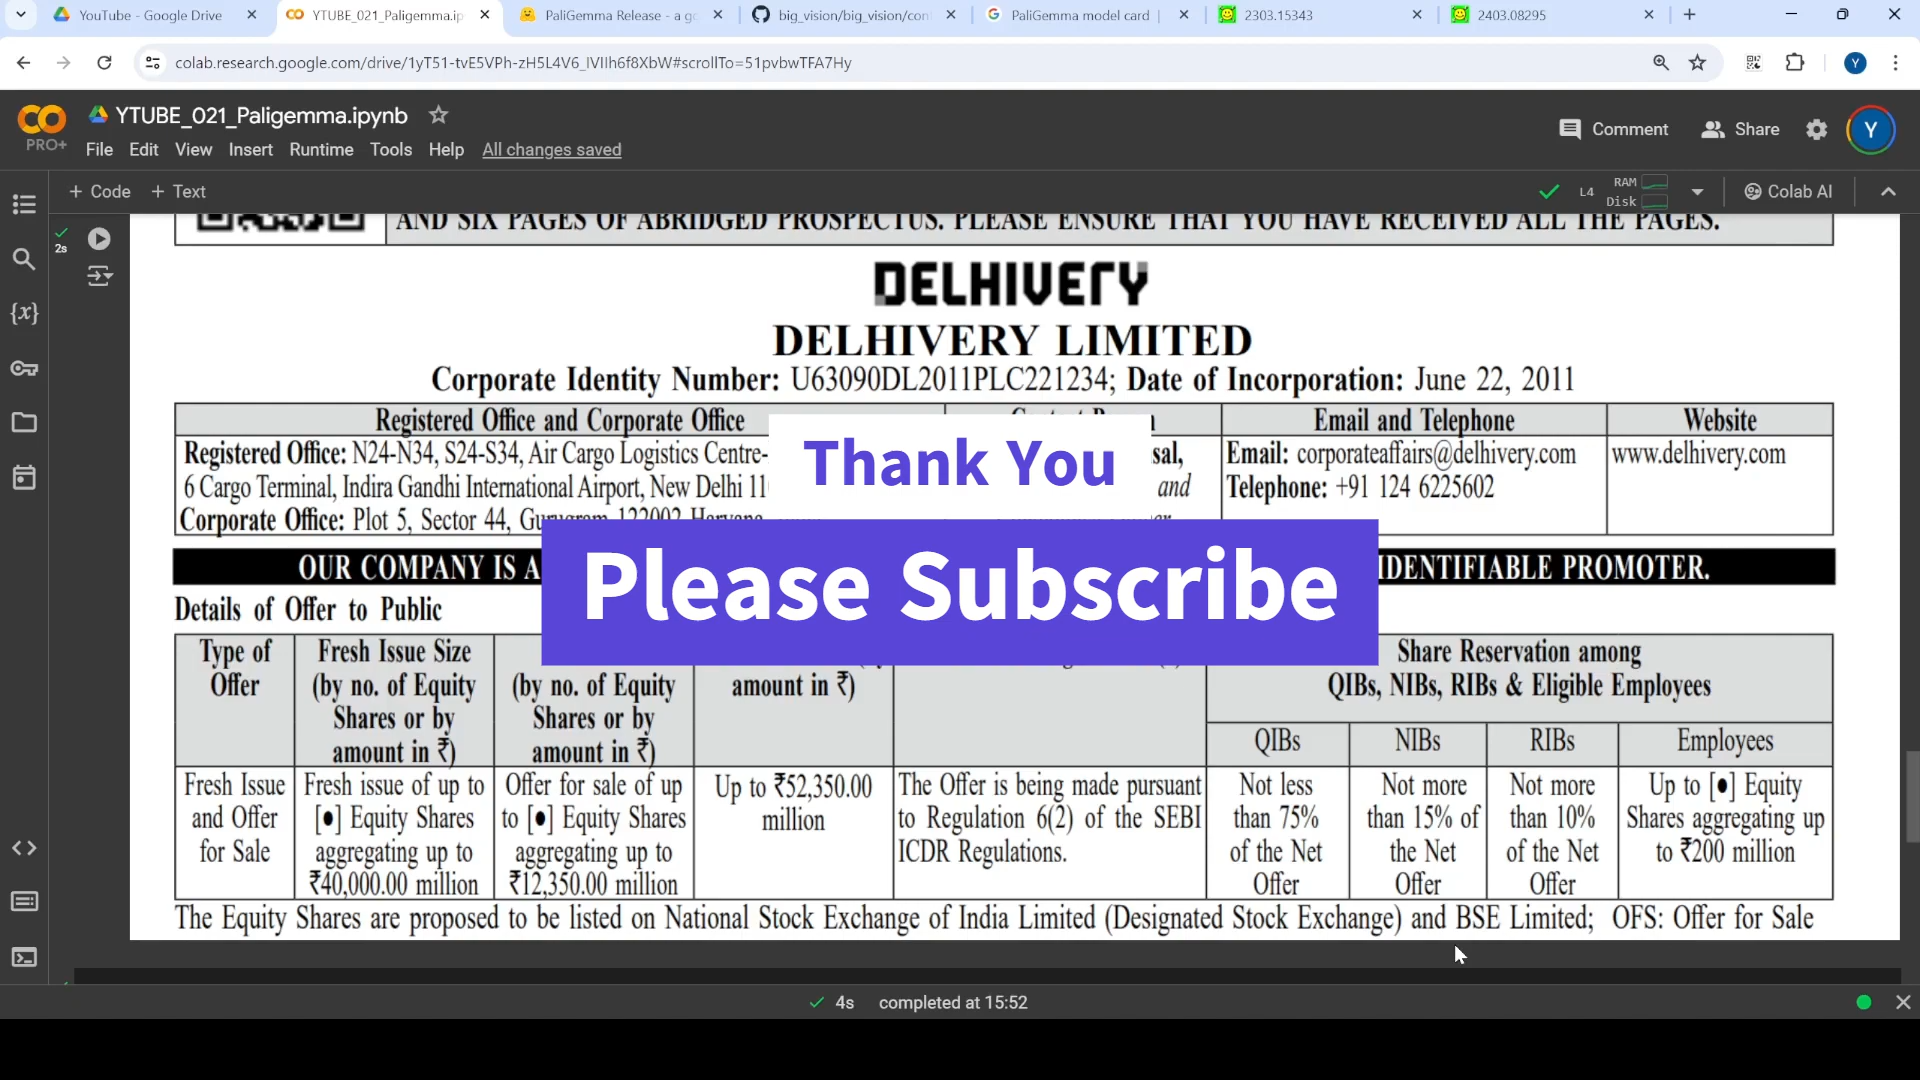 YouTube - Google Drive
YTUBE_021_Paligemma.ip
PaliGemma Release - a go
big_vision/big_vision/con
PaliGemma model card
2303.15343
2403.08295
colab.research.google.com/drive/1yT51-tvE5VPh-zH5L4V6_lVIIh6f8XbW#scrollTo=51pvbwTFA7Hy
Y
CO
PRO+
YTUBE_021_Paligemma.ipynb
Comment
Share
Y
File Edit View Insert Runtime Tools Help All changes saved
+ Code + Text
L4
RAM
Disk
Colab AI
{x}
2s
AND SIX PAGES OF ABRIDGED PROSPECTUS. PLEASE ENSURE THAT YOU HAVE RECEIVED ALL THE PAGES.
DELHIVERY
DELHIVERY LIMITED
Corporate Identity Number: U63090DL2011PLC221234; Date of Incorporation: June 22, 2011
Registered Office and Corporate Office
Email and Telephone
Website
Registered Office: N24-N34, S24-S34, Air Cargo Logistics Centre-
6 Cargo Terminal, Indira Gandhi International Airport, New Delhi 11
Corporate Office: Plot 5, Sector 44, Gurugram 122002 Haryana
sal,
and
Email: corporateaffairs@delhivery.com
Telephone: +91 124 6225602
www.delhivery.com
Thank You
Please Subscribe
OUR COMPANY IS A
IDENTIFIABLE PROMOTER.
Details of Offer to Public
Type of
Offer
Fresh Issue Size
(by no. of Equity
Shares or by
amount in ₹)
(by no. of Equity
Shares or by
amount in ₹)
amount in ₹)
Share Reservation among
QIBs, NIBs, RIBs & Eligible Employees
QIBs
NIBs
RIBs
Employees
Fresh Issue
and Offer
for Sale
Fresh issue of up to
[●] Equity Shares
aggregating up to
₹40,000.00 million
Offer for sale of up
to [●] Equity Shares
aggregating up to
₹12,350.00 million
Up to ₹52,350.00
million
The Offer is being made pursuant
to Regulation 6(2) of the SEBI
ICDR Regulations.
Not less
than 75%
of the Net
Offer
Not more
than 15% of
the Net
Offer
Not more
than 10%
of the Net
Offer
Up to [●] Equity
Shares aggregating up
to ₹200 million
The Equity Shares are proposed to be listed on National Stock Exchange of India Limited (Designated Stock Exchange) and BSE Limited; OFS: Offer for Sale
4s completed at 15:52